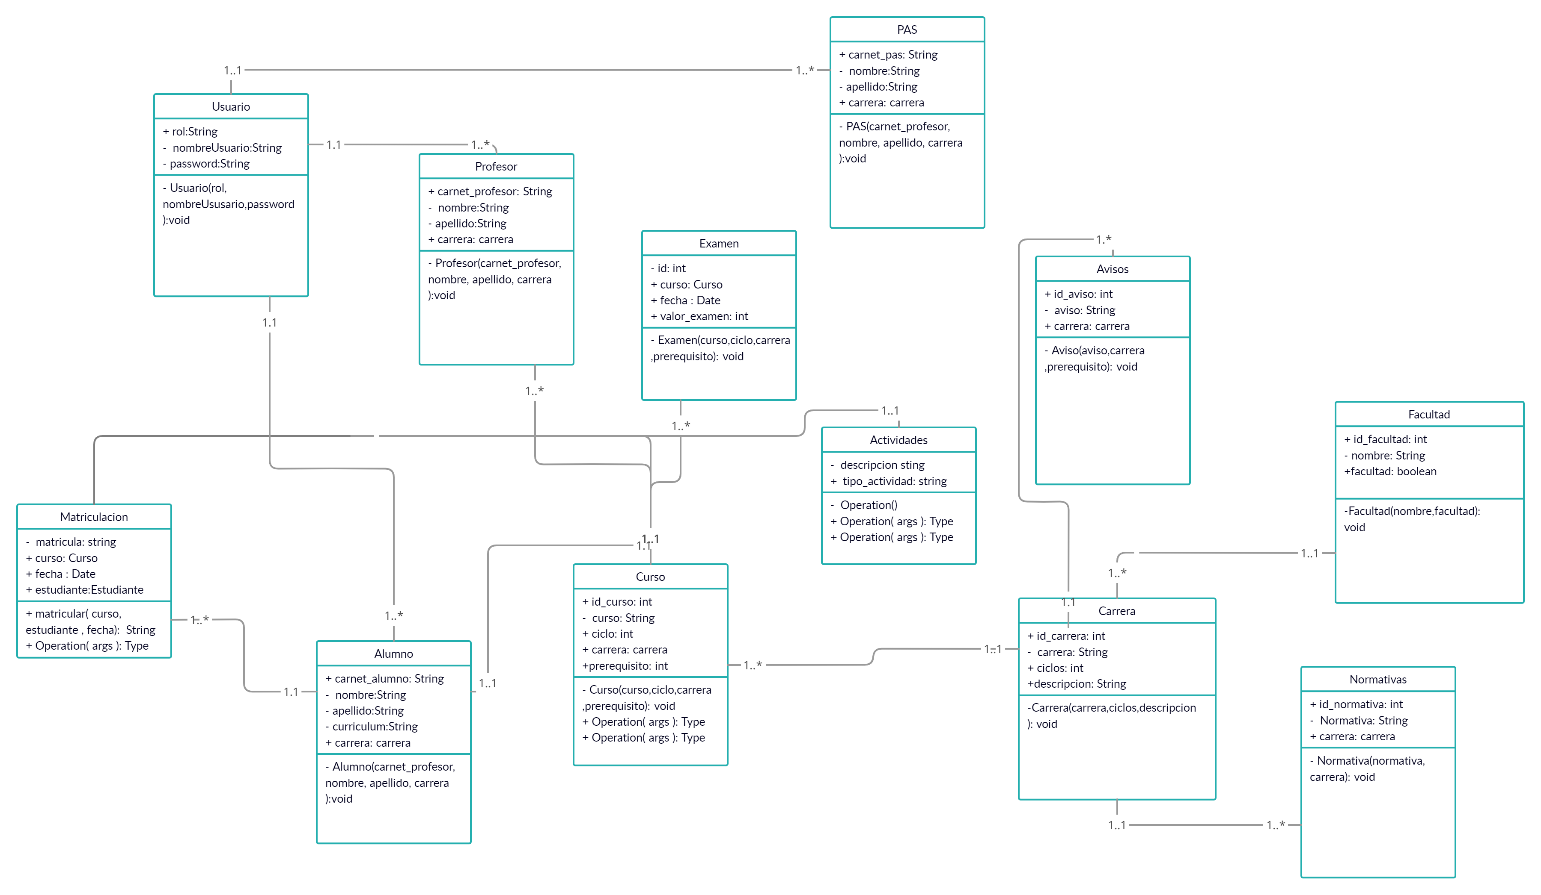 PAS
+ carnet_pas: String
- nombre:String
- apellido:String
+ carrera: carrera
- PAS(carnet_profesor,
nombre, apellido, carrera
):void
1..1
1..*
Usuario
+ rol:String
- nombreUsuario:String
- password:String
- Usuario(rol,
nombreUsusario,password
):void
1.1
1..*
Profesor
+ carnet_profesor: String
- nombre:String
- apellido:String
+ carrera: carrera
- Profesor(carnet_profesor,
nombre, apellido, carrera
):void
Examen
- id: int
+ curso: Curso
+ fecha : Date
+ valor_examen: int
- Examen(curso,ciclo,carrera
,prerequisito): void
1.*
Avisos
+ id_aviso: int
- aviso: String
+ carrera: carrera
- Aviso(aviso,carrera
,prerequisito): void
1.1
1..*
1..*
1..1
Actividades
- descripcion sting
+ tipo_actividad: string
- Operation()
+ Operation( args ): Type
+ Operation( args ): Type
Facultad
+ id_facultad: int
- nombre: String
+facultad: boolean
-Facultad(nombre,facultad):
void
1..1
1..*
Matriculacion
- matricula: string
+ curso: Curso
+ fecha : Date
+ estudiante:Estudiante
+ matricular( curso,
estudiante , fecha): String
+ Operation( args ): Type
1..*
1.1
1..*
Alumno
+ carnet_alumno: String
- nombre:String
- apellido:String
- curriculum:String
+ carrera: carrera
- Alumno(carnet_profesor,
nombre, apellido, carrera
):void
1..1
1.1
1..1
Curso
+ id_curso: int
- curso: String
+ ciclo: int
+ carrera: carrera
+prerequisito: int
- Curso(curso,ciclo,carrera
,prerequisito): void
+ Operation( args ): Type
+ Operation( args ): Type
1..*
1..1
1.1
Carrera
+ id_carrera: int
- carrera: String
+ ciclos: int
+descripcion: String
-Carrera(carrera,ciclos,descripcion
): void
1..1
1..*
Normativas
+ id_normativa: int
- Normativa: String
+ carrera: carrera
- Normativa(normativa,
carrera): void